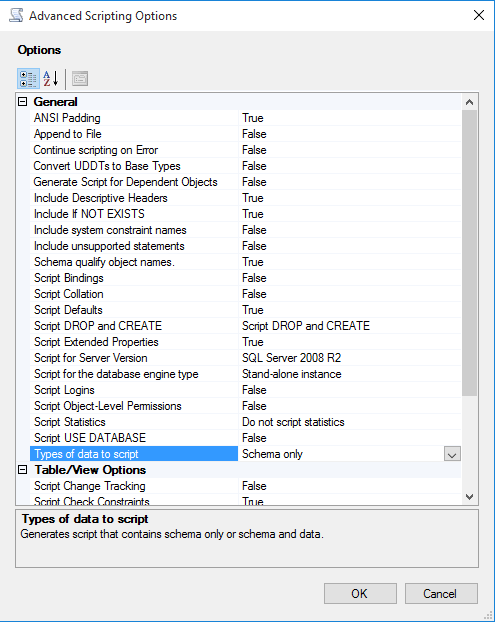 Advanced Scripting Options
Options
General
ANSI Padding True
Append to File False
Continue scripting on Error False
Convert UDDTs to Base Types False
Generate Script for Dependent Objects False
Include Descriptive Headers True
Include If NOT EXISTS True
Include system constraint names False
Include unsupported statements False
Schema qualify object names. True
Script Bindings False
Script Collation False
Script Defaults True
Script DROP and CREATE Script DROP and CREATE
Script Extended Properties True
Script for Server Version SQL Server 2008 R2
Script for the database engine type Stand-alone instance
Script Logins False
Script Object-Level Permissions False
Script Statistics Do not script statistics
Script USE DATABASE False
Types of data to script Schema only
Table/View Options
Script Change Tracking False
Script Check Constraints True
Types of data to script
Generates script that contains schema only or schema and data.
OK Cancel